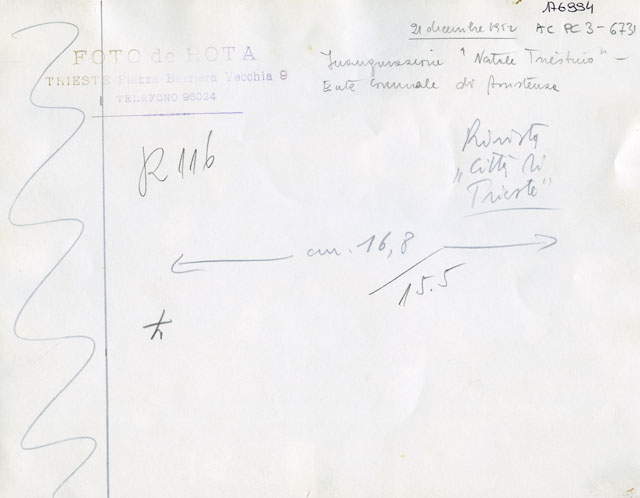 176994
21 dicembre 1952 AC PC 3-6731
FOTO de ROTA
TRIESTE Piazza Barriera Vecchia 9
TELEFONO 96024
Inaugurazione "Natale Triestino" -
Ente Comunale di Assistenza
R 116
Rivista
"Città di
Trieste"
cm. 16,8
15.5